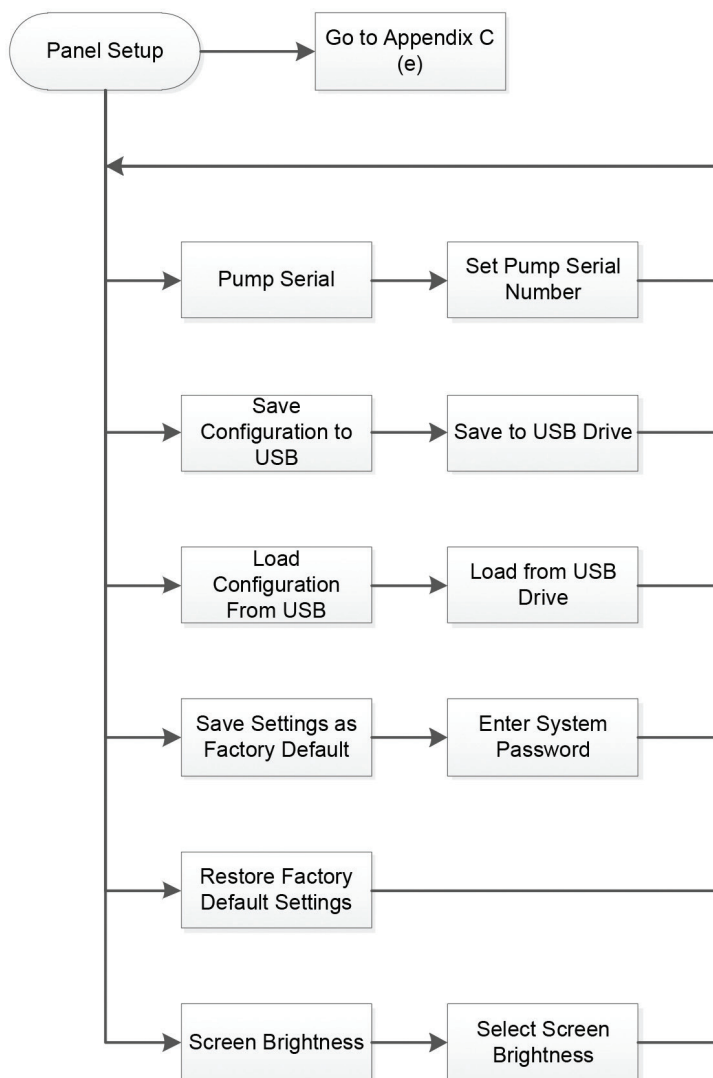 Panel Setup
Go to Appendix C
(e)
Pump Serial
Set Pump Serial
Number
Save
Configuration to
USB
Save to USB Drive
Load
Configuration
From USB
Load from USB
Drive
Save Settings as
Factory Default
Enter System
Password
Restore Factory
Default Settings
Screen Brightness
Select Screen
Brightness